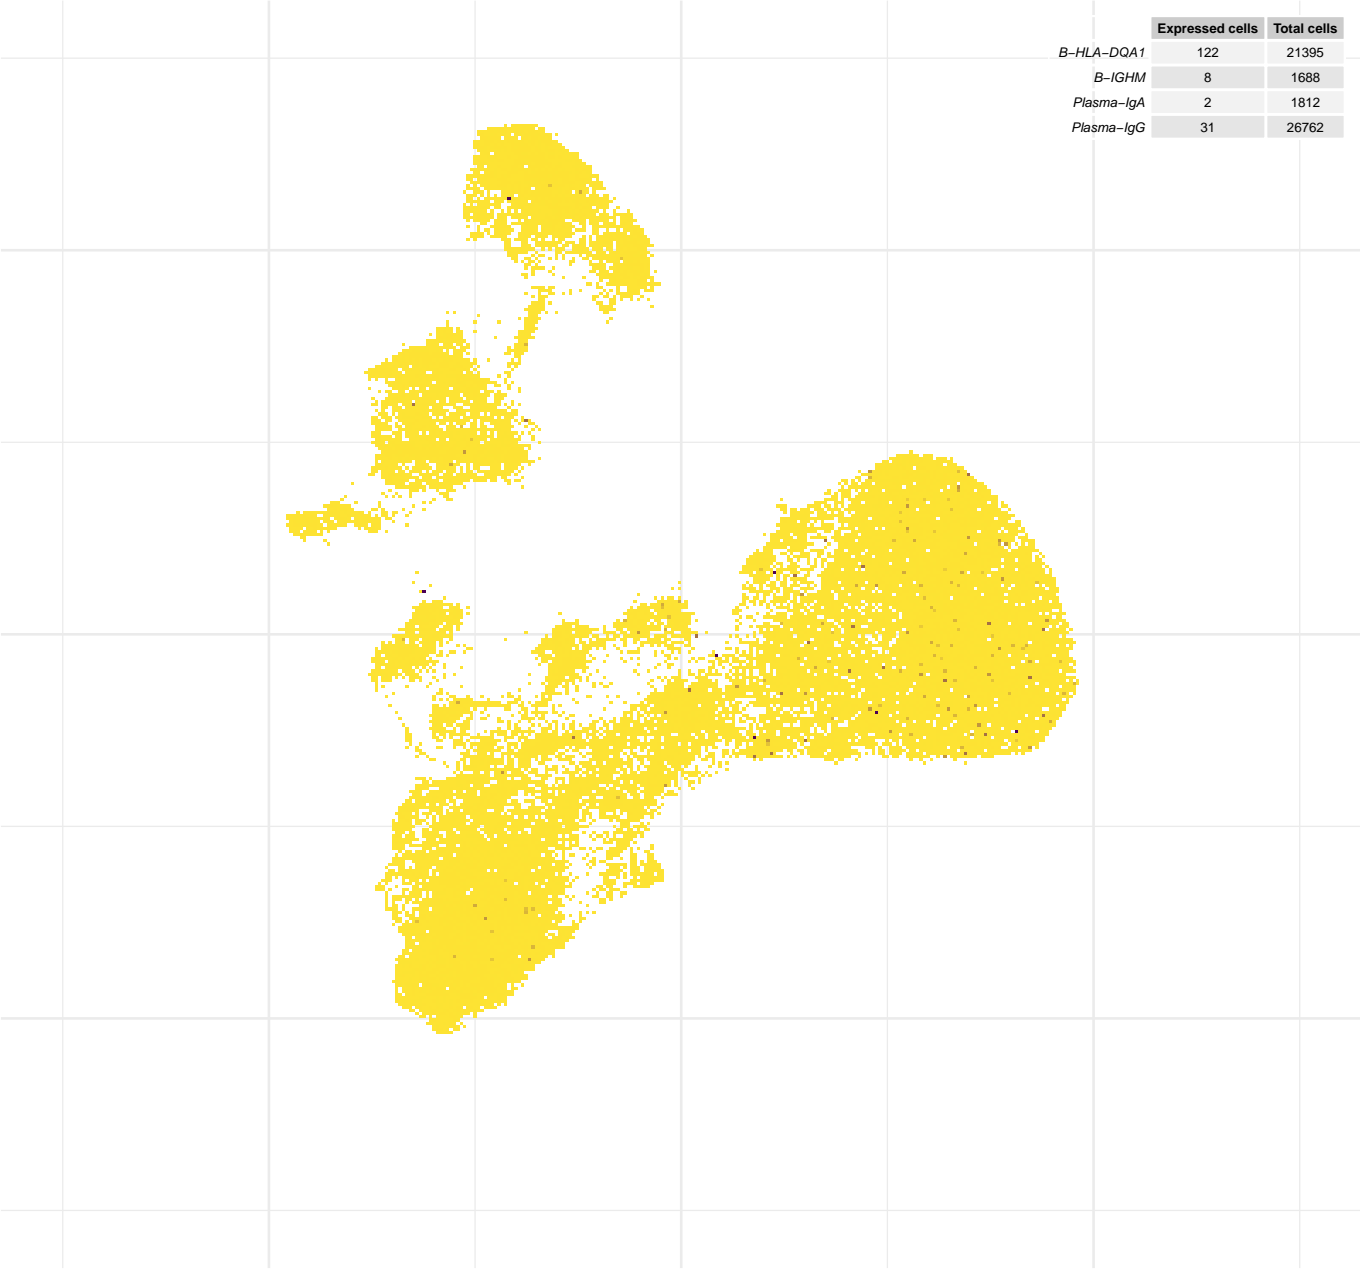 Expressed cells Total cells
B−HLA−DQA1 122 21395
B−IGHM 8 1688
Plasma−IgA 2 1812
Plasma−IgG 31 26762